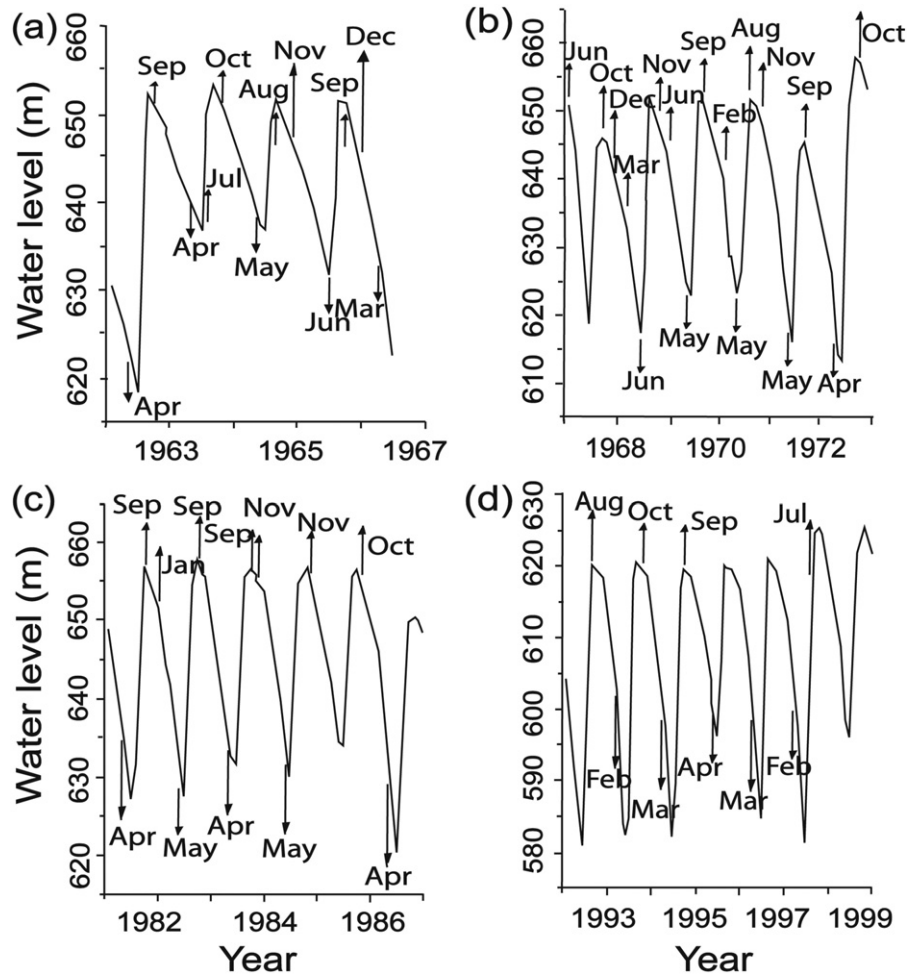 (a)
Water level (m)
660
650
640
630
620
Sep
Oct
Nov
Dec
Aug
Sep
Jul
Apr
May
Jun
Mar
Apr
1963
1965
1967
(b)
660
650
640
630
620
610
Jun
Oct
Dec
Mar
Nov
Jun
Sep
Feb
Aug
Nov
Sep
Oct
Jun
May
May
May
Apr
1968
1970
1972
(c)
Water level (m)
660
650
640
630
620
Sep
Jan
Sep
Sep
Nov
Nov
Oct
Apr
May
Apr
May
Apr
1982
1984
1986
Year
(d)
630
620
610
600
590
580
Aug
Oct
Sep
Jul
Feb
Mar
Apr
Mar
Feb
1993
1995
1997
1999
Year